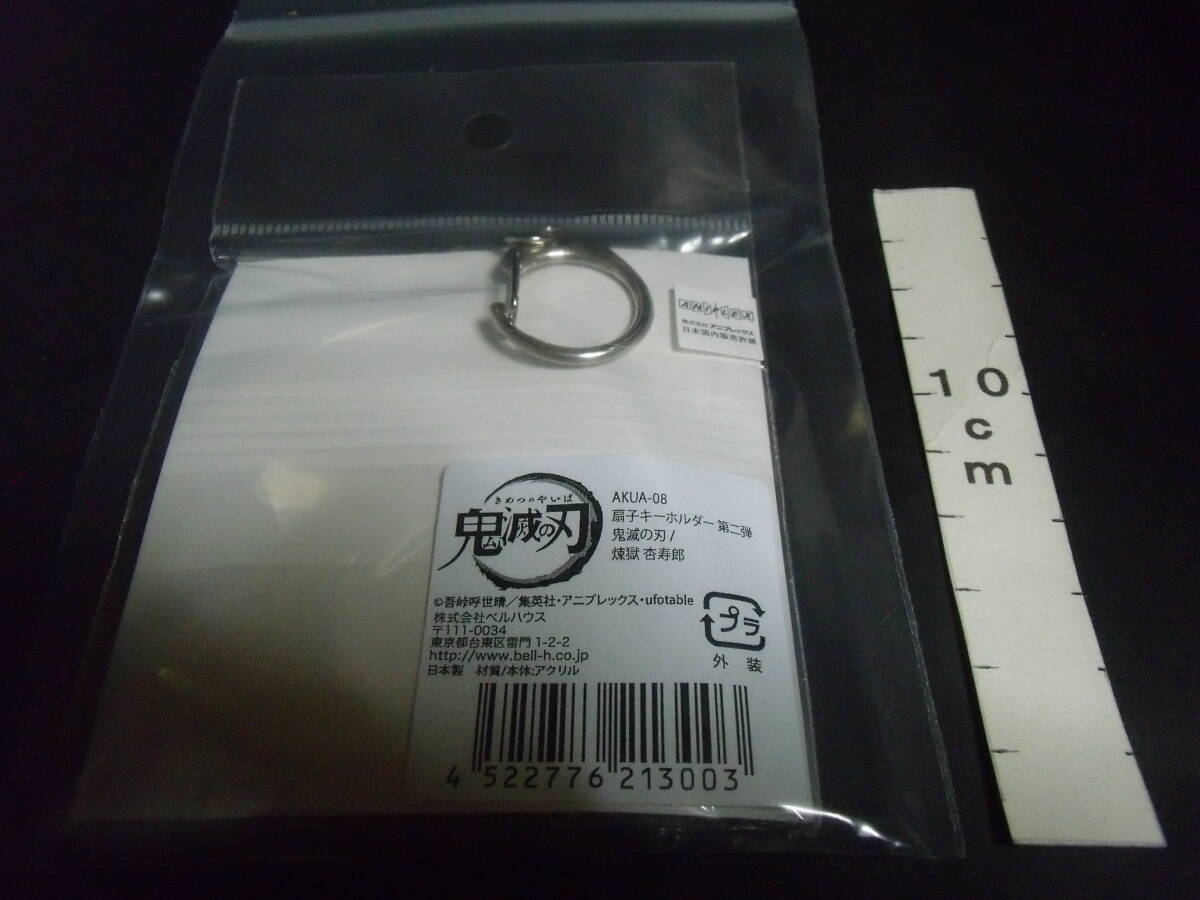 ANIPLEX
株式会社アニプレックス
日本国内販売許諾
きめつのやいば
鬼滅の刃
AKUA-08
扇子キーホルダー 第二弾
鬼滅の刃 /
煉獄 杏寿郎
©吾峠呼世晴／集英社・アニプレックス・ufotable
株式会社ベルハウス
〒111-0034
東京都台東区雷門 1-2-2
http://www.bell-h.co.jp
日本製　材質/本体:アクリル
プラ
外 装
4 522776 213003
10
cm